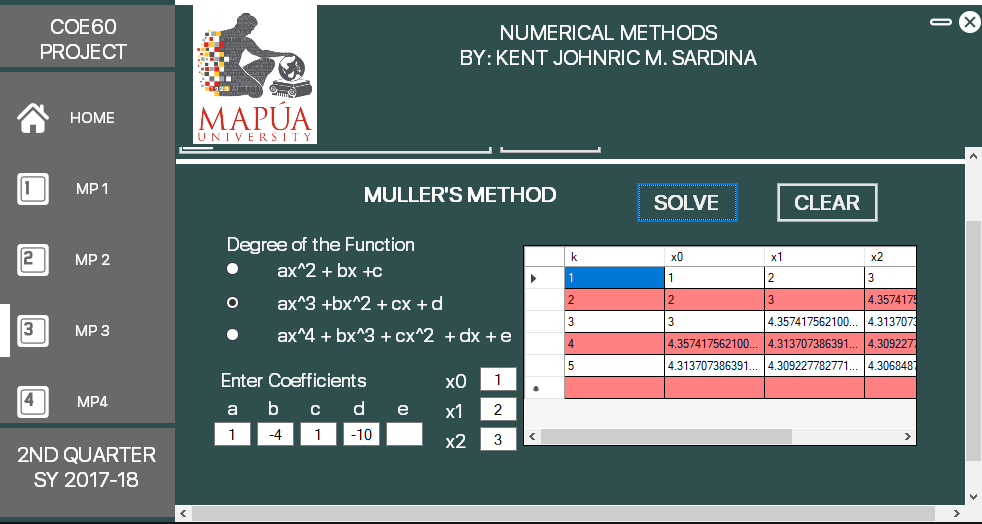 COE60
PROJECT
HOME
MP 1
MP 2
MP 3
MP4
2ND QUARTER
SY 2017-18
MAPÚA
UNIVERSITY
NUMERICAL METHODS
BY: KENT JOHNRIC M. SARDINA
MULLER'S METHOD
SOLVE
CLEAR
Degree of the Function
ax^2 + bx +c
ax^3 +bx^2 + cx + d
ax^4 + bx^3 + cx^2 + dx + e
Enter Coefficients
a b c d e
1 -4 1 -10
x0 1
x1 2
x2 3
k x0 x1 x2
1 1 2 3
2 2 3 4.3574175
3 3 4.357417562100... 4.3137073
4 4.357417562100... 4.313707386391... 4.3092277
5 4.313707386391... 4.309227782771... 4.3068487